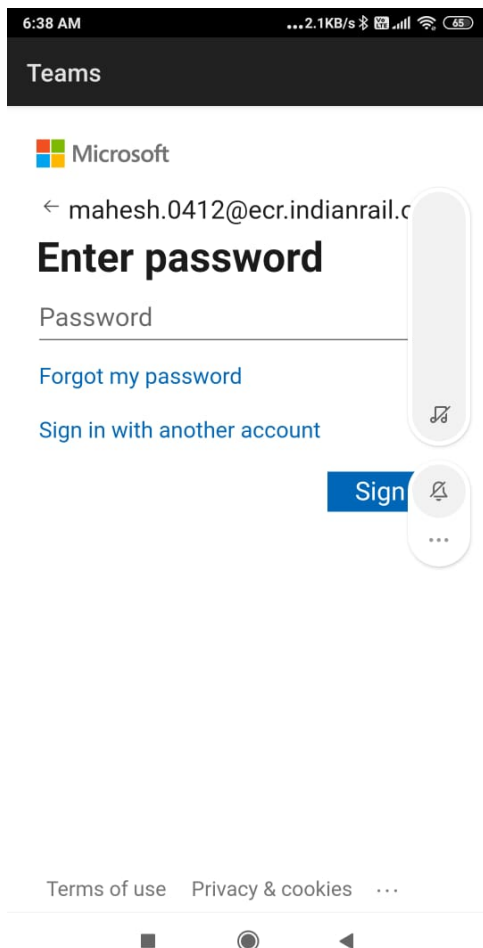 6:38 AM ...2.1KB/s 65
Teams
Microsoft
← mahesh.0412@ecr.indianrail.
Enter password
Password
Forgot my password
Sign in with another account
Sign
Terms of use Privacy & cookies ...